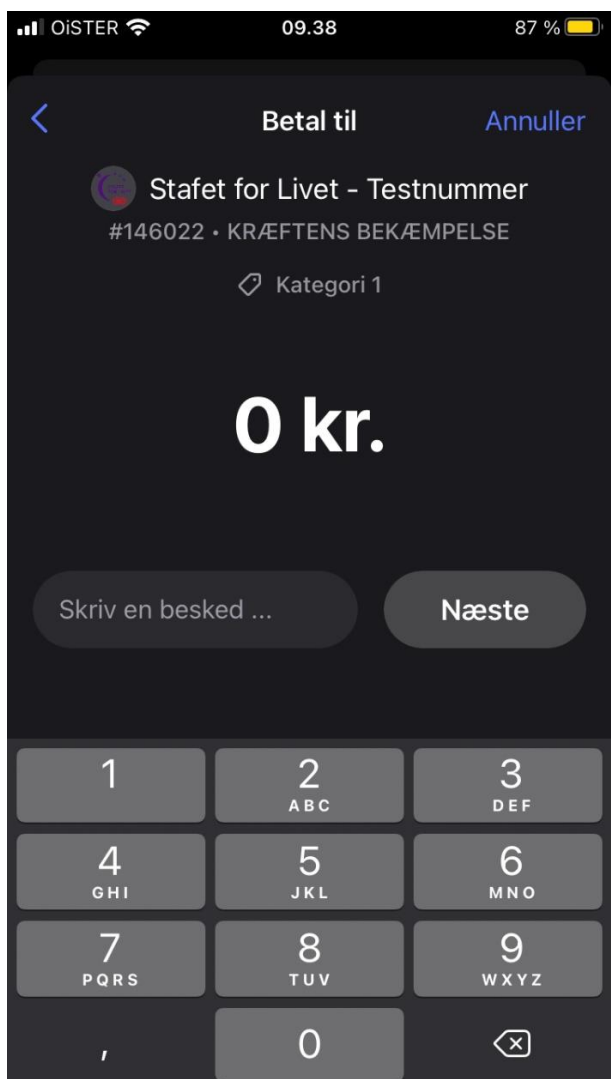 OiSTER 09.38 87 %
Betal til Annuller
Stafet for Livet - Testnummer
#146022 • KRÆFTENS BEKÆMPELSE
Kategori 1
0 kr.
Skriv en besked ... Næste
1 2 3
ABC DEF
4 5 6
GHI JKL MNO
7 8 9
PQRS TUV WXYZ
, 0